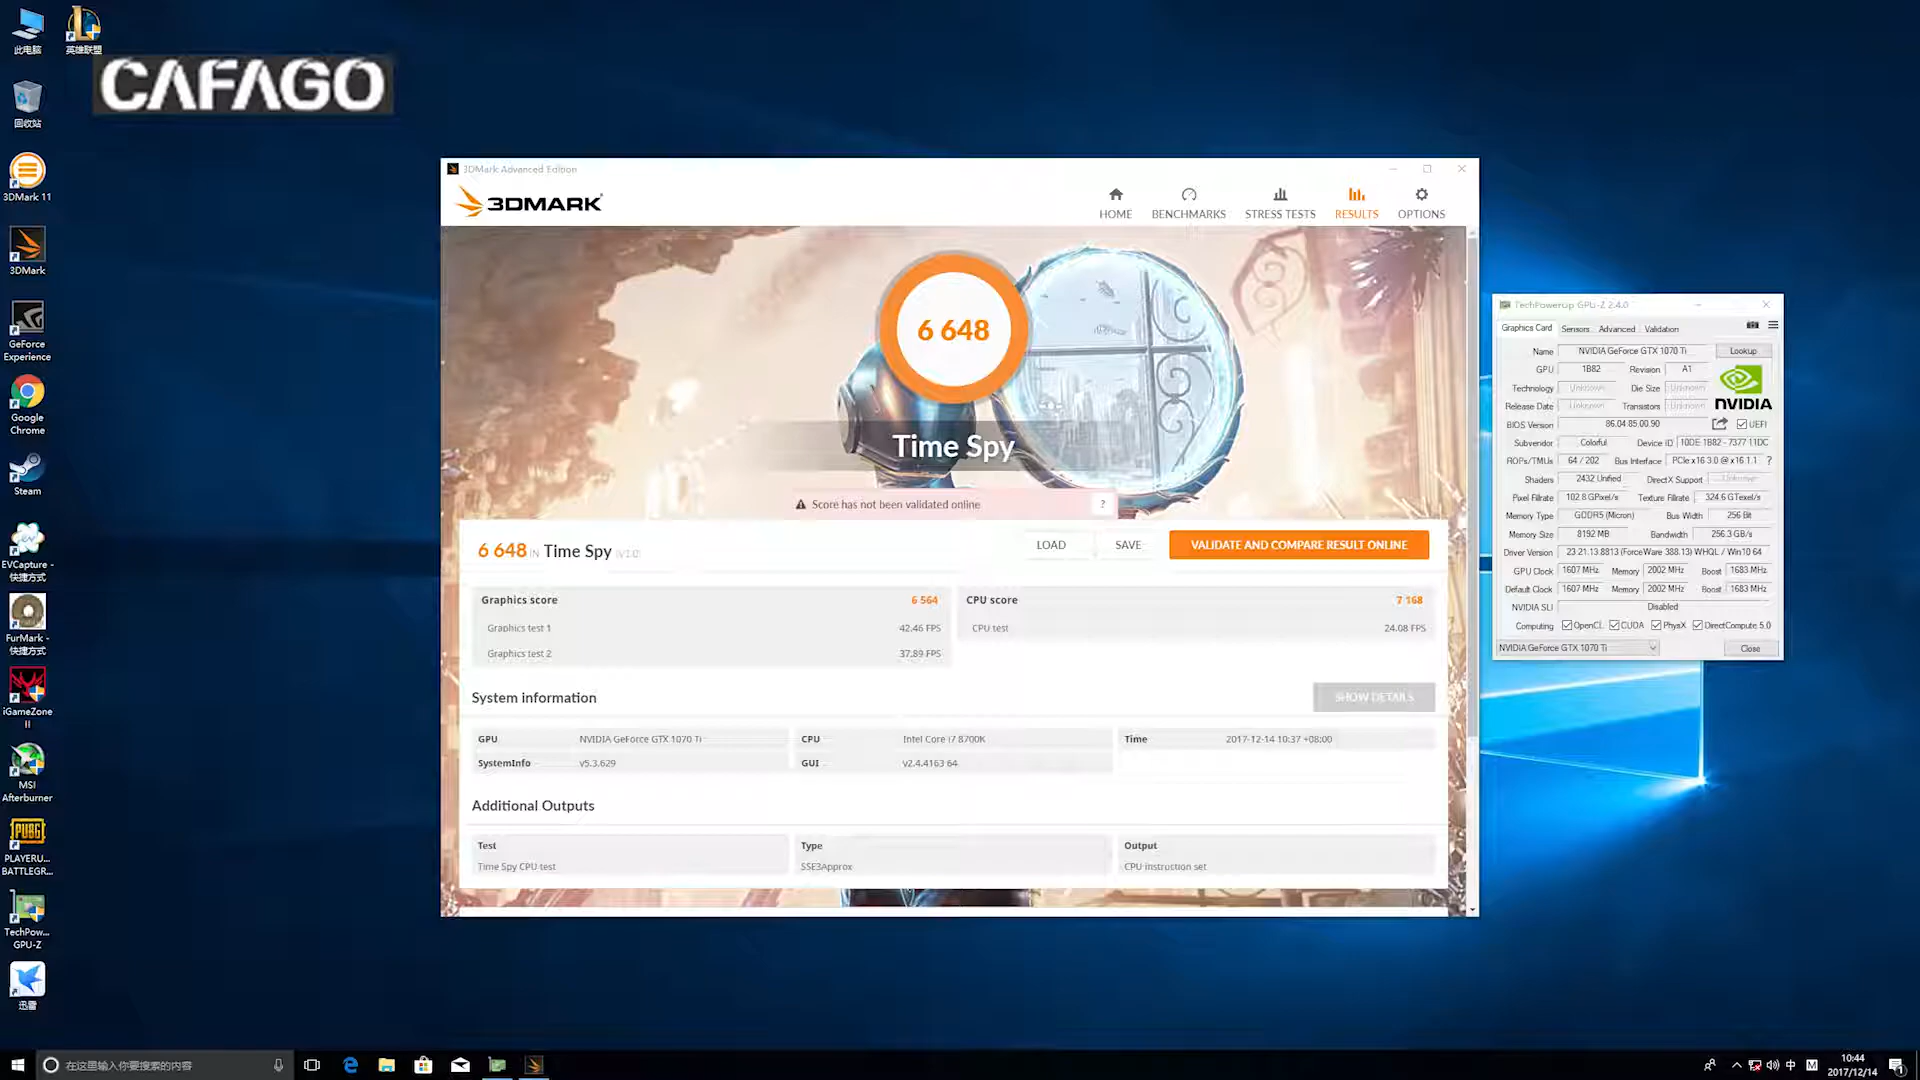 此电脑
英雄联盟
CAFAGO
回收站
3DMark 11
3DMark
GeForce
Experience
Google
Chrome
Steam
EVCapture -
快捷方式
FurMark -
快捷方式
iGameZone
II
MSI
Afterburner
PLAYERU...
BATTLEGR...
TechPow...
GPU-Z
迅雷
3DMark Advanced Edition
3DMARK
HOME
BENCHMARKS
STRESS TESTS
RESULTS
OPTIONS
6 648
Time Spy
Score has not been validated online
?
6 648 IN Time Spy (V1.0)
LOAD
SAVE
VALIDATE AND COMPARE RESULT ONLINE
Graphics score 6 564
Graphics test 1 42.46 FPS
Graphics test 2 37.89 FPS
CPU score 7 168
CPU test 24.08 FPS
System information
SHOW DETAILS
GPU NVIDIA GeForce GTX 1070 Ti
SystemInfo v5.3.629
CPU Intel Core i7 8700K
GUI v2.4.4163 64
Time 2017-12-14 10:37 +08:00
Additional Outputs
Test Type Output
Time Spy CPU test SSE3Approx CPU instruction set
TechPowerUp GPU-Z 2.4.0
Graphics Card Sensors Advanced Validation
Name NVIDIA GeForce GTX 1070 Ti Lookup
GPU 1B82 Revision A1
Technology Unknown Die Size Unknown
Release Date Unknown Transistors Unknown
NVIDIA
BIOS Version 86.04.85.00.90 UEFI
Subvendor Colorful Device ID 10DE 1B82 - 7377 11DC
ROPs/TMUs 64 / 202 Bus Interface PCIe x16 3.0 @ x16 1.1 ?
Shaders 2432 Unified DirectX Support Unknown
Pixel Fillrate 102.8 GPixel/s Texture Fillrate 324.6 GTexel/s
Memory Type GDDR5 (Micron) Bus Width 256 Bit
Memory Size 8192 MB Bandwidth 256.3 GB/s
Driver Version 23.21.13.8813 (ForceWare 388.13) WHQL / Win10 64
GPU Clock 1607 MHz Memory 2002 MHz Boost 1683 MHz
Default Clock 1607 MHz Memory 2002 MHz Boost 1683 MHz
NVIDIA SLI Disabled
Computing OpenCL CUDA PhysX DirectCompute 5.0
NVIDIA GeForce GTX 1070 Ti Close
在这里输入你要搜索的内容
中
M
10:44
2017/12/14
1